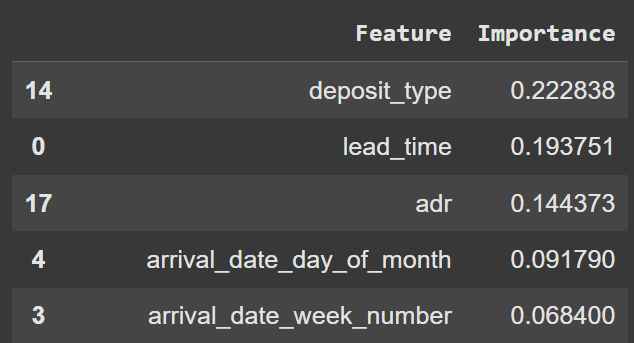 Feature Importance
14 deposit_type 0.222838
0 lead_time 0.193751
17 adr 0.144373
4 arrival_date_day_of_month 0.091790
3 arrival_date_week_number 0.068400